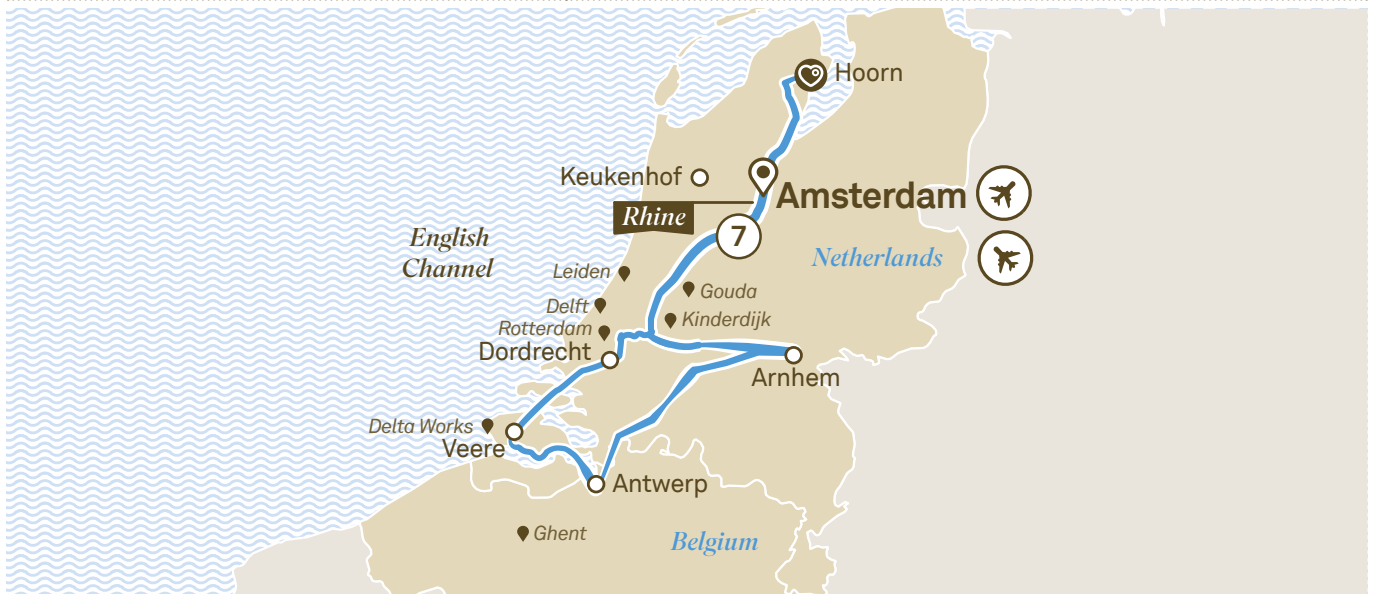 Hoorn
Keukenhof
Amsterdam
Rhine
7
English
Channel
Netherlands
Leiden
Gouda
Delft
Kinderdijk
Rotterdam
Dordrecht
Arnhem
Delta Works
Veere
Antwerp
Ghent
Belgium